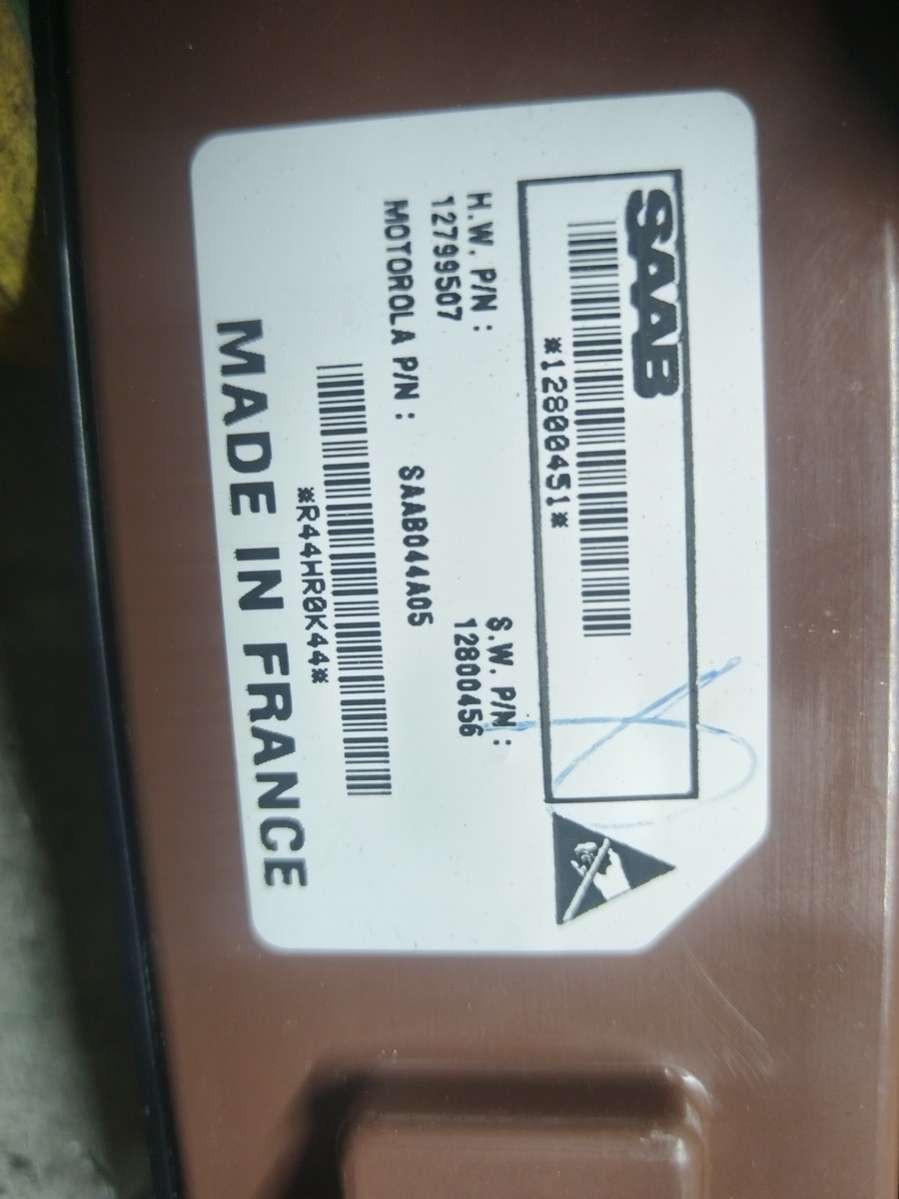 SAAB
*12800451*
H.W. P/N :
S.W. P/N :
12799507
12800456
MOTOROLA P/N : SAAB044A05
*R44HR0K44*
MADE IN FRANCE